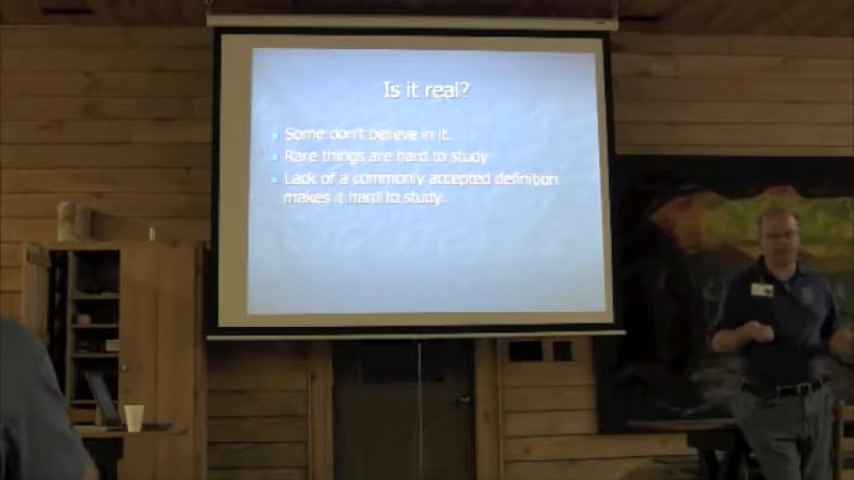 Is it real?
Some don't believe in it.
Rare things are hard to study
Lack of a commonly accepted definition
makes it hard to study.